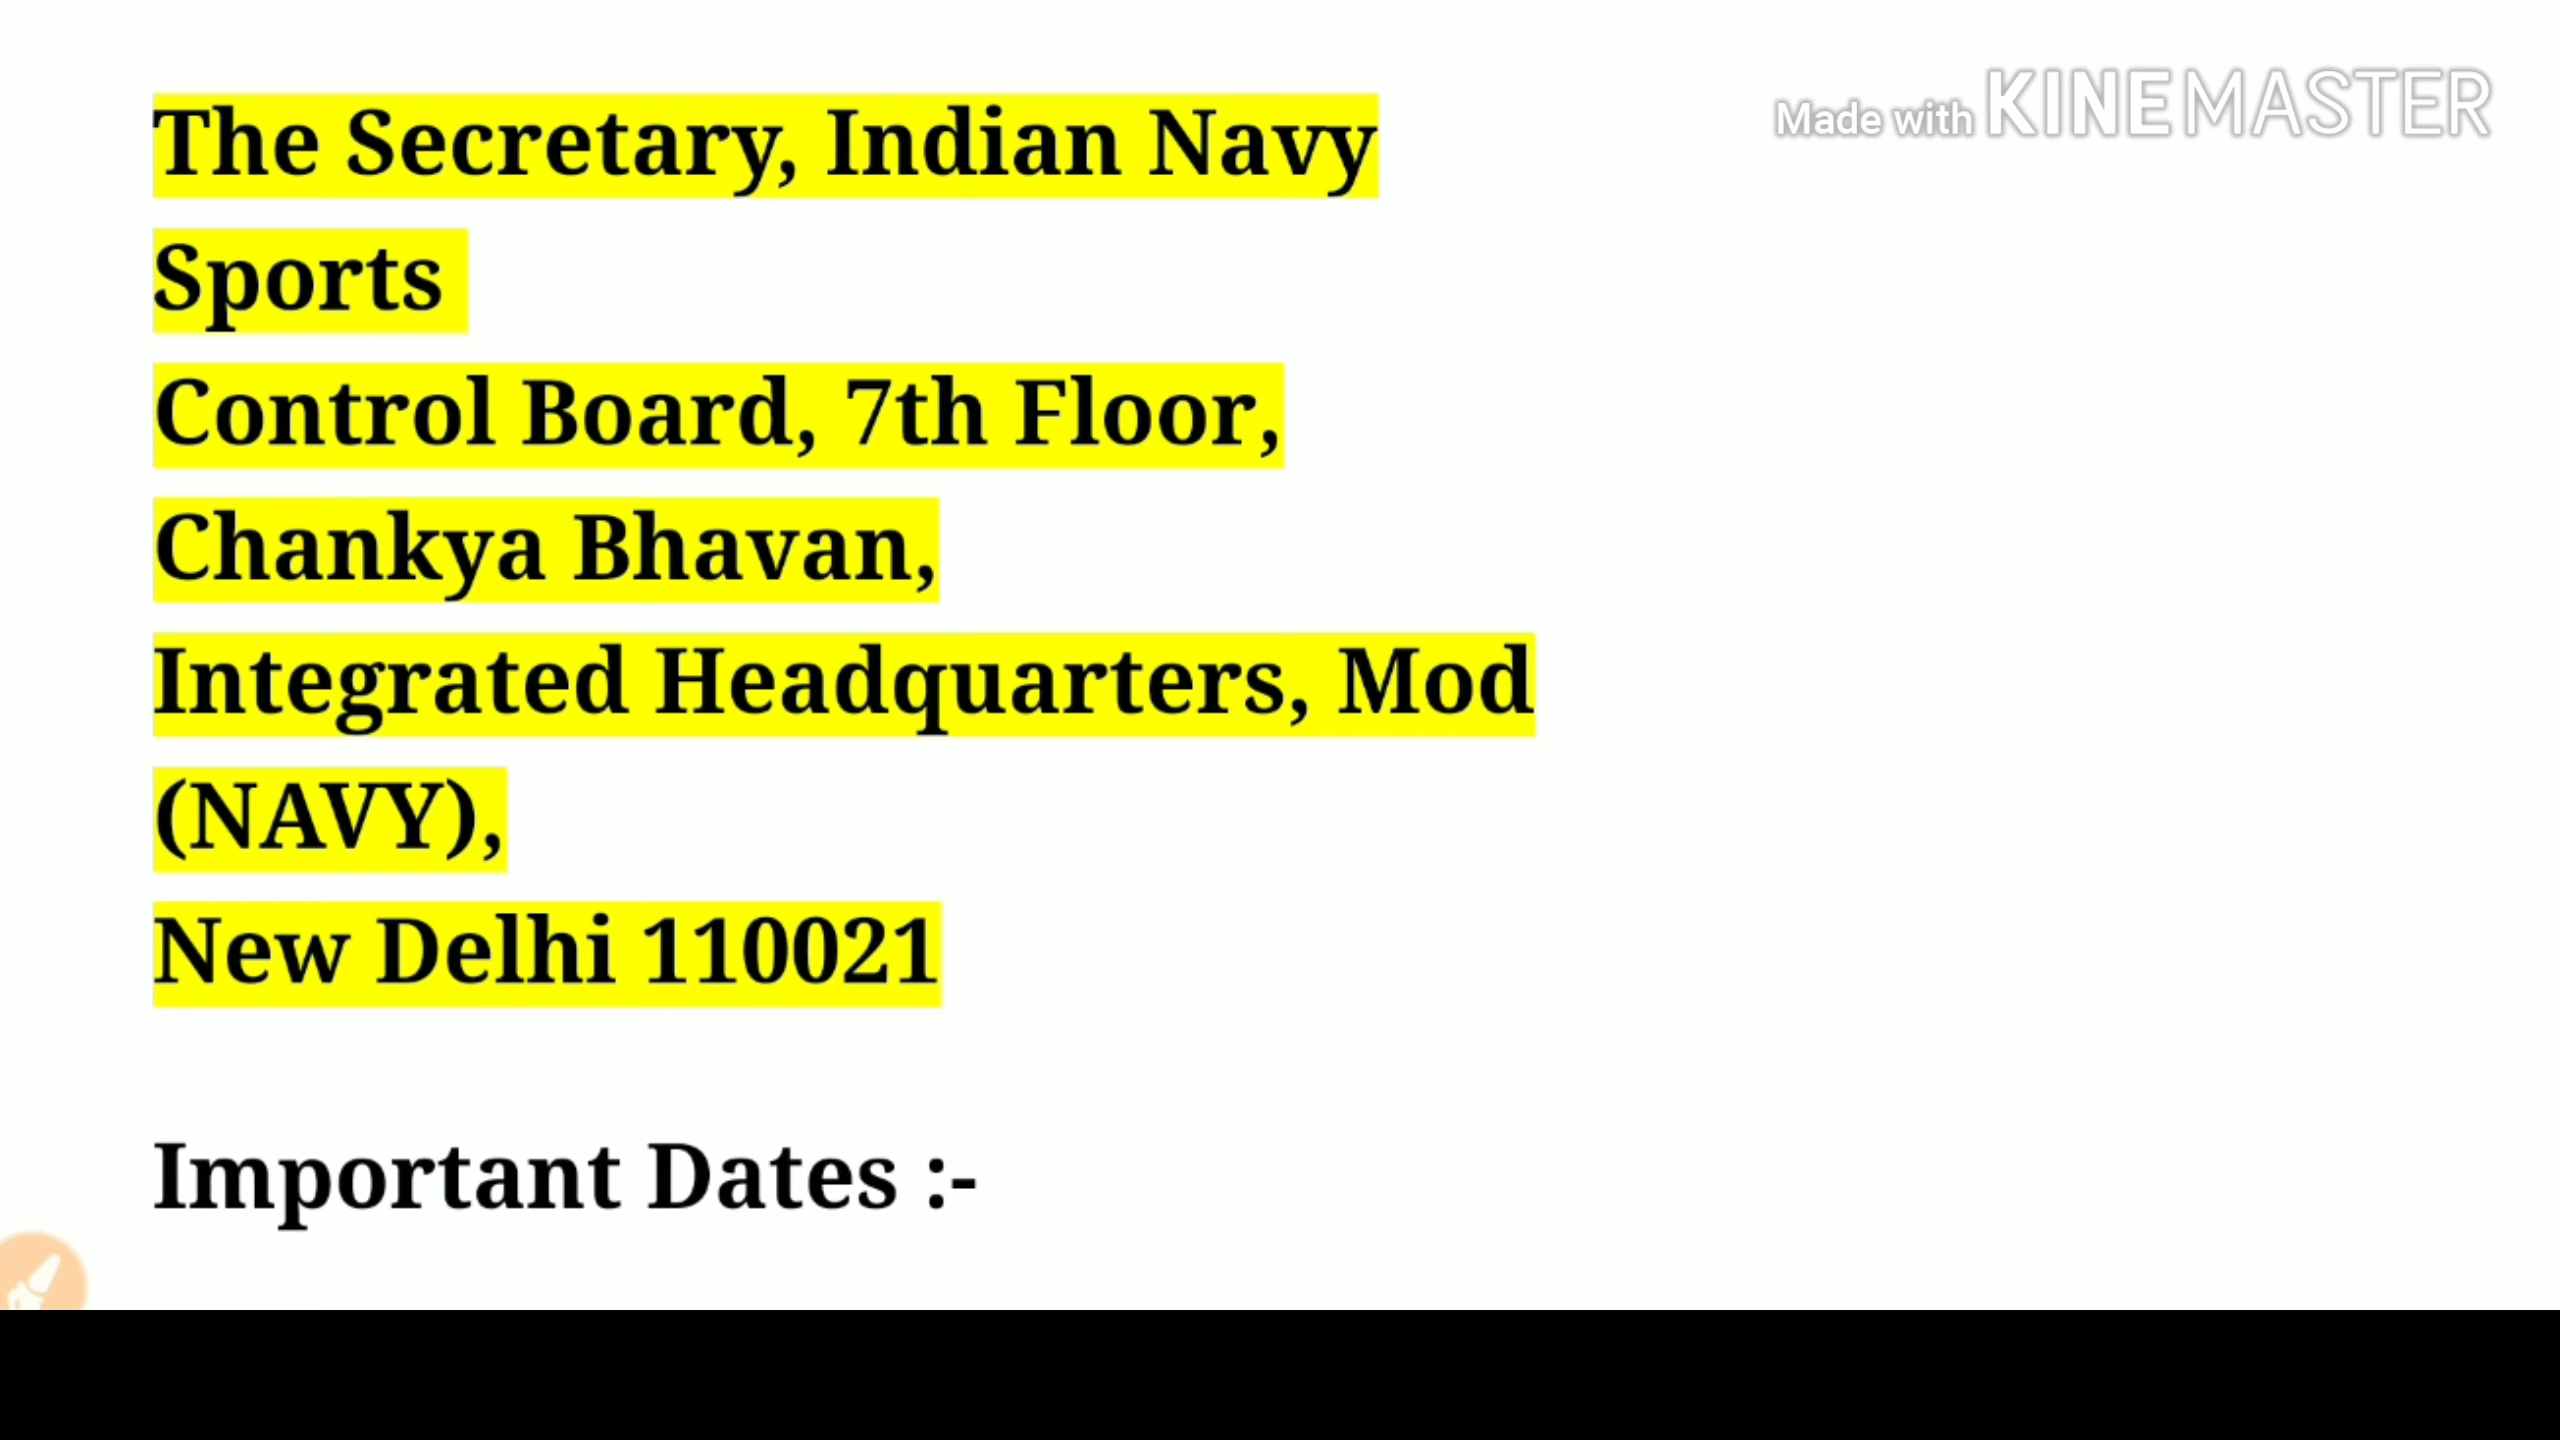 The Secretary, Indian Navy
Sports
Control Board, 7th Floor,
Chankya Bhavan,
Integrated Headquarters, Mod
(NAVY),
New Delhi 110021
Important Dates :-
Made with KINEMASTER